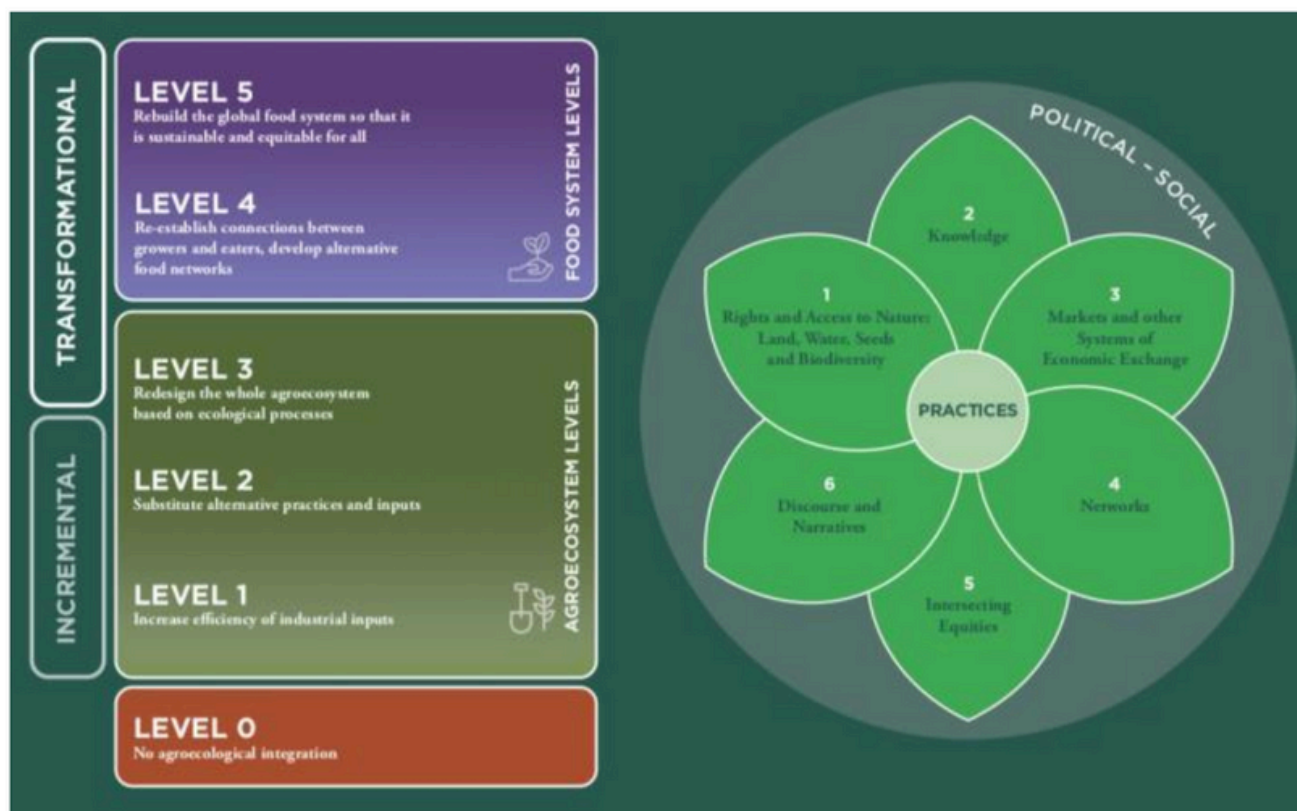 TRANSFORMATIONAL
INCREMENTAL
LEVEL 5
Rebuild the global food system so that it
is sustainable and equitable for all
LEVEL 4
Re-establish connections between
growers and eaters, develop alternative
food networks
FOOD SYSTEM LEVELS
LEVEL 3
Redesign the whole agroecosystem
based on ecological processes
LEVEL 2
Substitute alternative practices and inputs
LEVEL 1
Increase efficiency of industrial inputs
AGROECOSYSTEM LEVELS
LEVEL 0
No agroecological integration
POLITICAL - SOCIAL
1
Rights and Access to Nature:
Land, Water, Seeds
and Biodiversity
2
Knowledge
3
Markets and other
Systems of
Economic Exchange
4
Networks
5
Intersecting
Equities
6
Discourse and
Narratives
PRACTICES